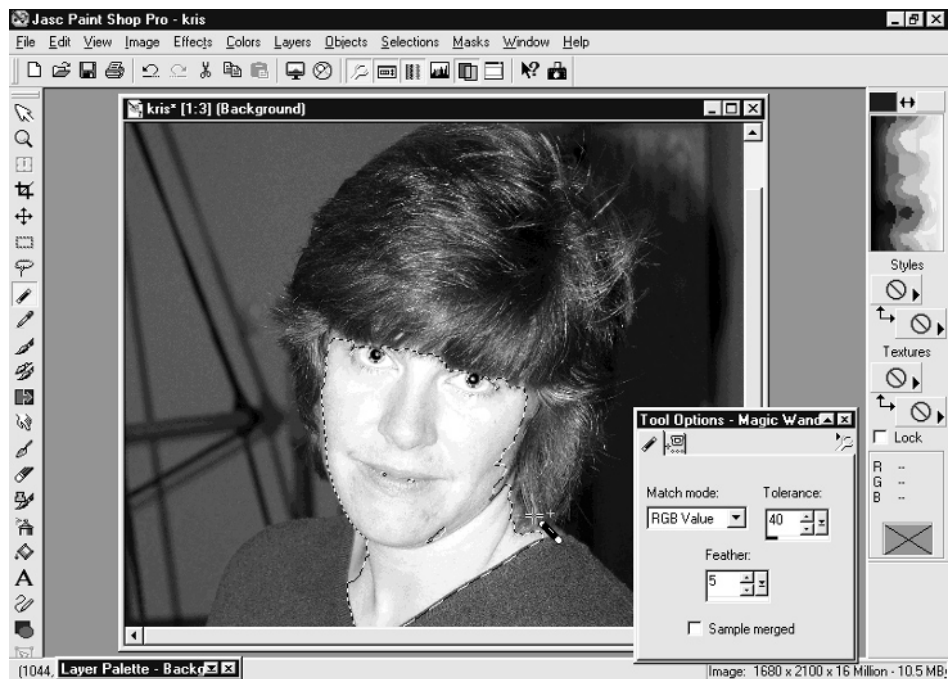 Jasc Paint Shop Pro - kris
File Edit View Image Effects Colors Layers Objects Selections Masks Window Help
kris* [1:3] (Background)
Styles
Textures
Lock
R --
G --
B --
Tool Options - Magic Wand
Match mode: Tolerance:
RGB Value 40
Feather:
5
Sample merged
A
(1044, Layer Palette - Backg
Image: 1680 x 2100 x 16 Million - 10.5 MB